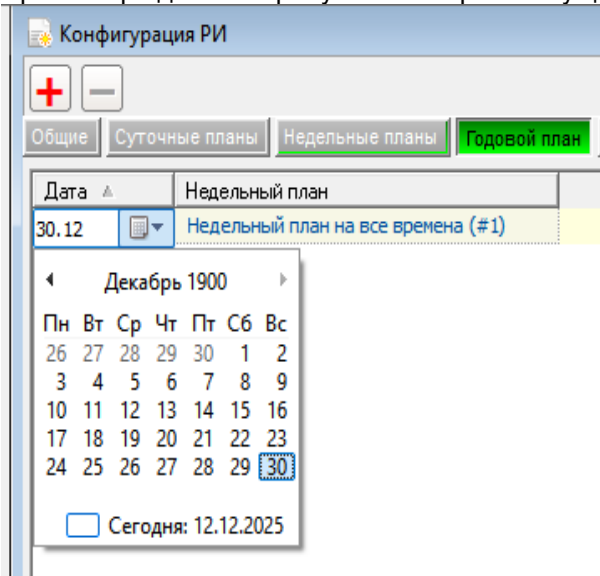 Конфигурация РИ
Общие Суточные планы Недельные планы Годовой план
Дата Недельный план
30.12 Недельный план на все времена (#1)
Декабрь 1900
Пн Вт Ср Чт Пт Сб Вс
26 27 28 29 30 1 2
3 4 5 6 7 8 9
10 11 12 13 14 15 16
17 18 19 20 21 22 23
24 25 26 27 28 29 30
Сегодня: 12.12.2025